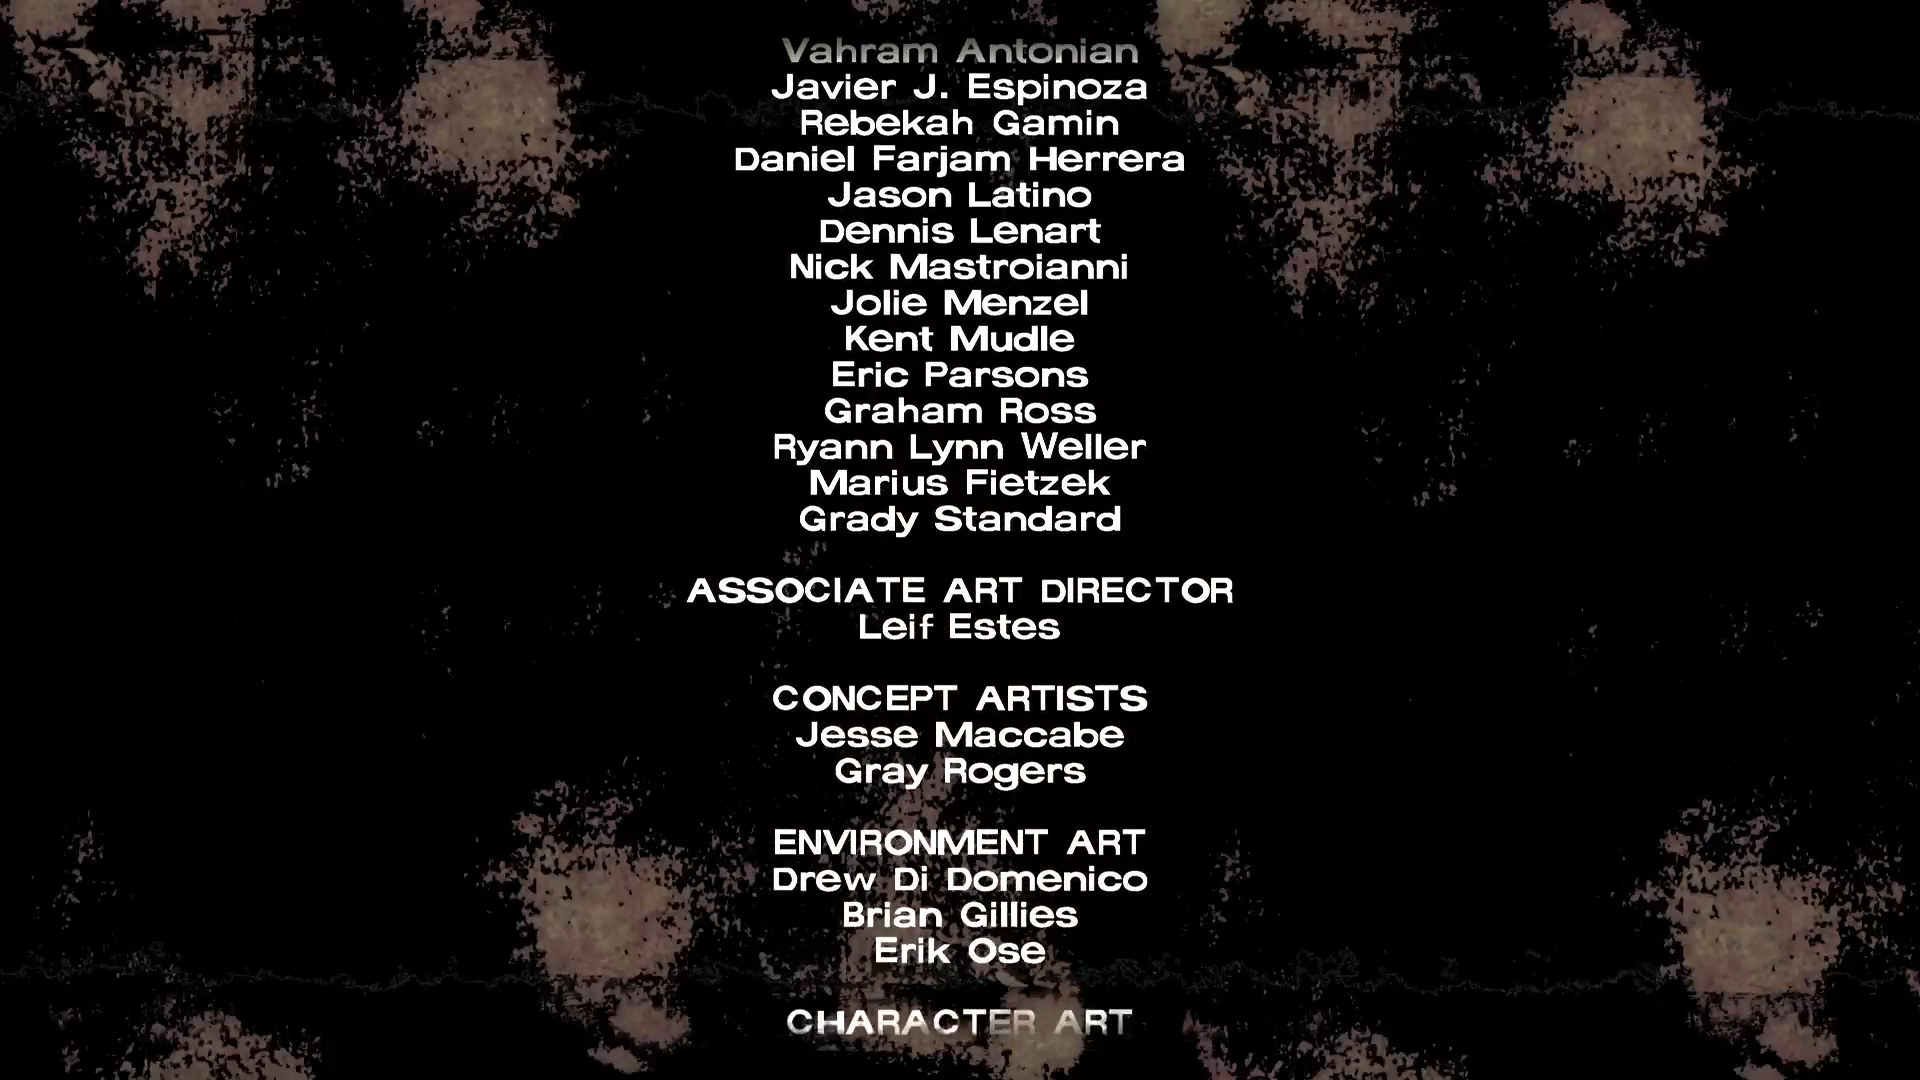 Vahram Antonian
Javier J. Espinoza
Rebekah Gamin
Daniel Farjam Herrera
Jason Latino
Dennis Lenart
Nick Mastroianni
Jolie Menzel
Kent Mudle
Eric Parsons
Graham Ross
Ryann Lynn Weller
Marius Fietzek
Grady Standard
ASSOCIATE ART DIRECTOR
Leif Estes
CONCEPT ARTISTS
Jesse Maccabe
Gray Rogers
ENVIRONMENT ART
Drew Di Domenico
Brian Gillies
Erik Ose
CHARACTER ART